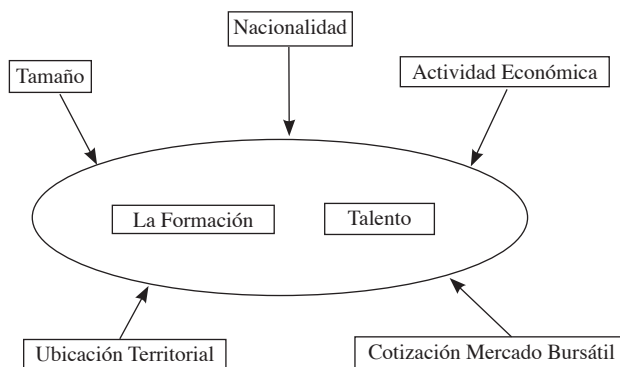 Nacionalidad
Tamaño
Actividad Económica
La Formación
Talento
Ubicación Territorial
Cotización Mercado Bursátil